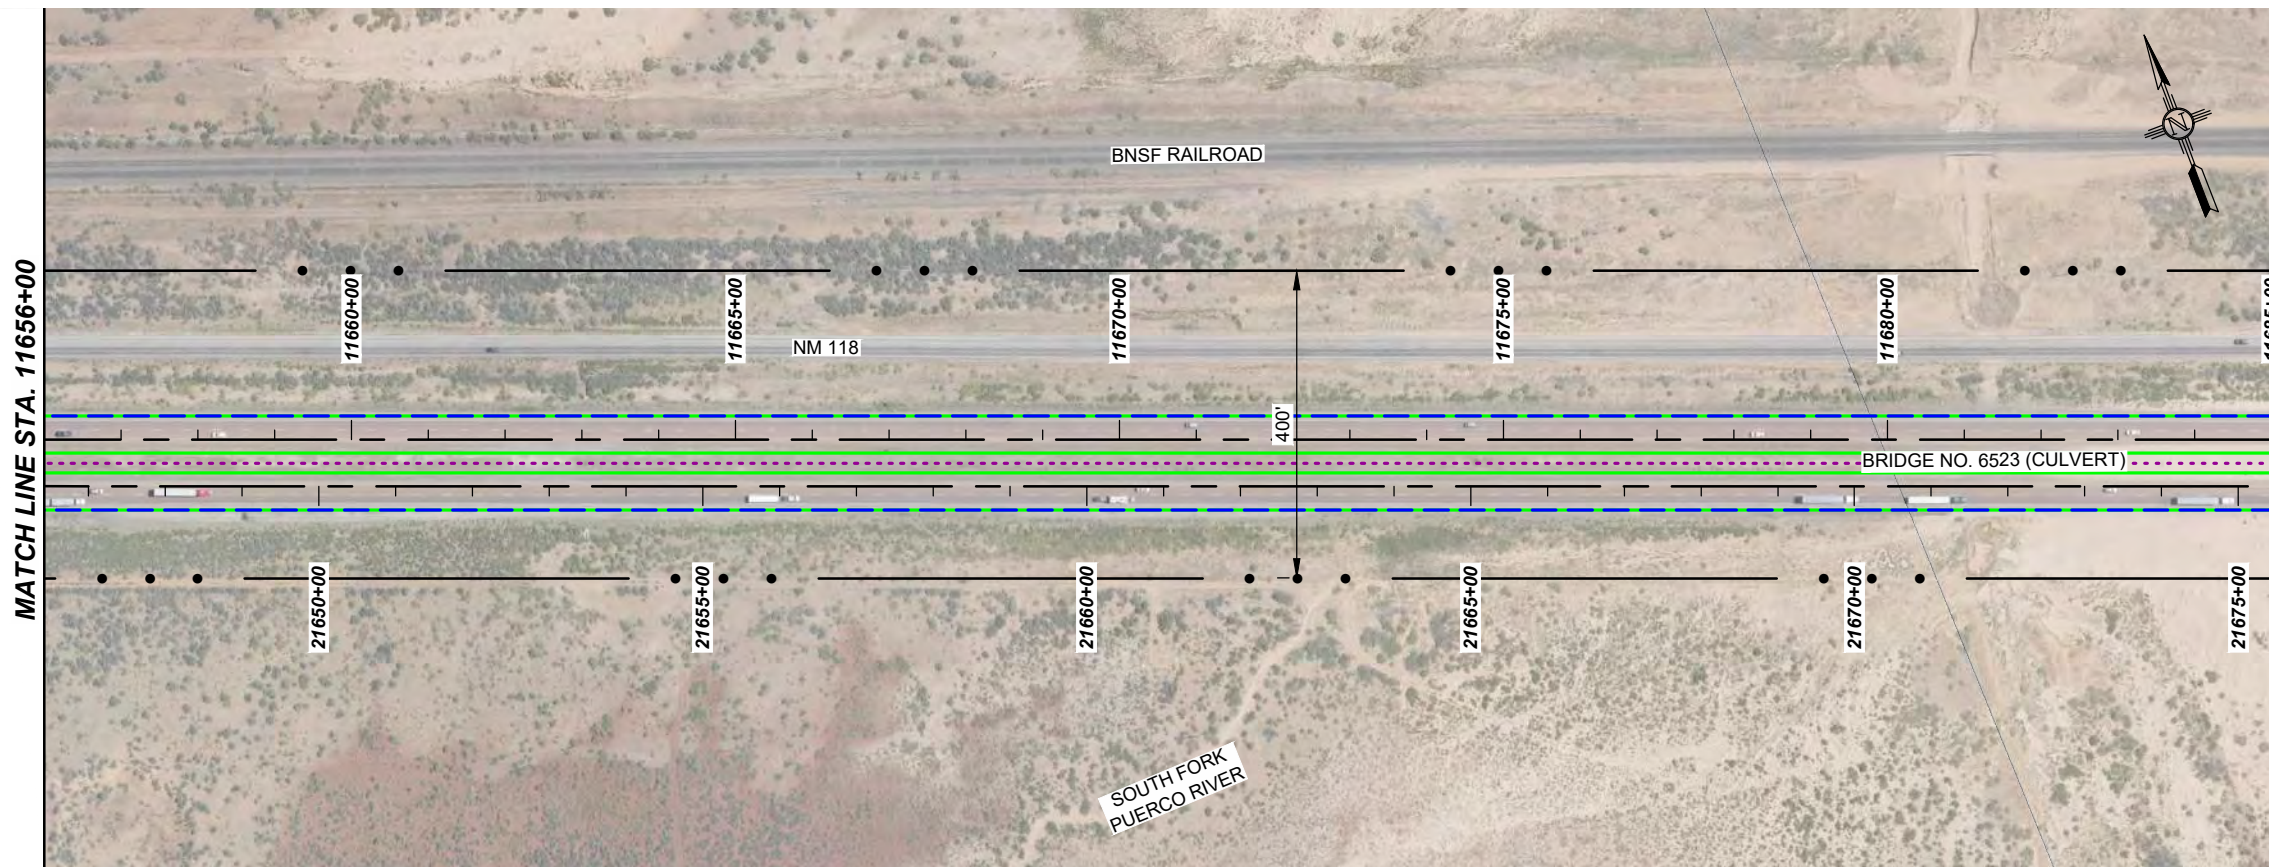 MATCH LINE STA. 11656+00
N
BNSF RAILROAD
11660+00
11665+00
11670+00
11675+00
11680+00
11685+00
NM 118
400'
BRIDGE NO. 6523 (CULVERT)
21650+00
21655+00
21660+00
21665+00
21670+00
21675+00
SOUTH FORK
PUERCO RIVER